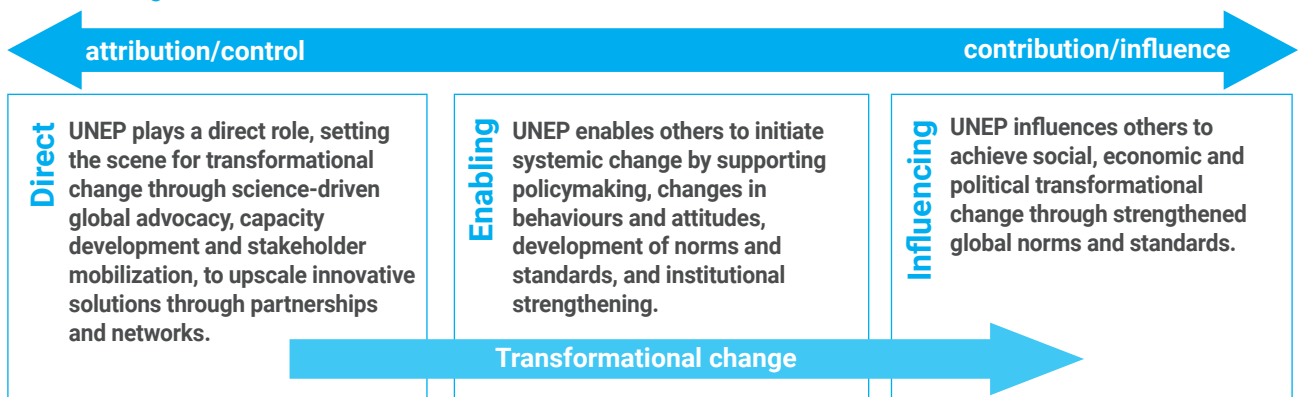 attribution/control
contribution/influence
Direct
UNEP plays a direct role, setting
the scene for transformational
change through science-driven
global advocacy, capacity
development and stakeholder
mobilization, to upscale innovative
solutions through partnerships
and networks.
Enabling
UNEP enables others to initiate
systemic change by supporting
policymaking, changes in
behaviours and attitudes,
development of norms and
standards, and institutional
strengthening.
Influencing
UNEP influences others to
achieve social, economic and
political transformational
change through strengthened
global norms and standards.
Transformational change